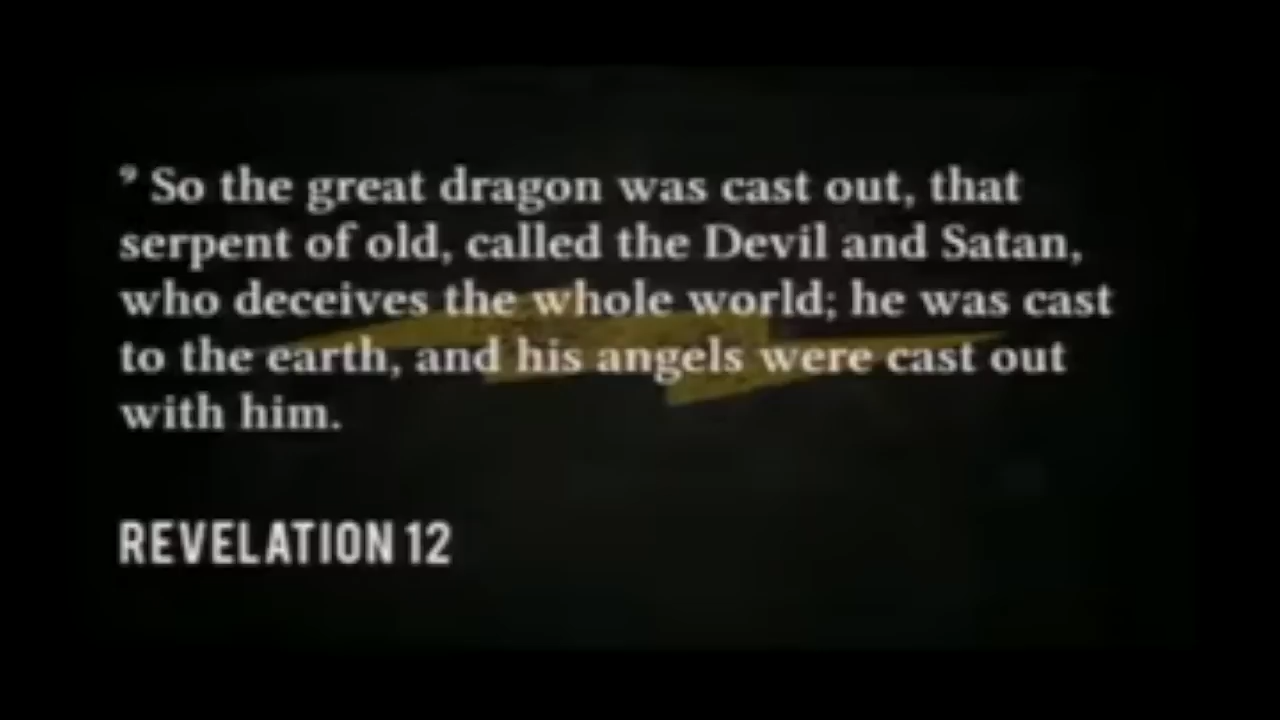 ⁹ So the great dragon was cast out, that
serpent of old, called the Devil and Satan,
who deceives the whole world; he was cast
to the earth, and his angels were cast out
with him.
REVELATION 12